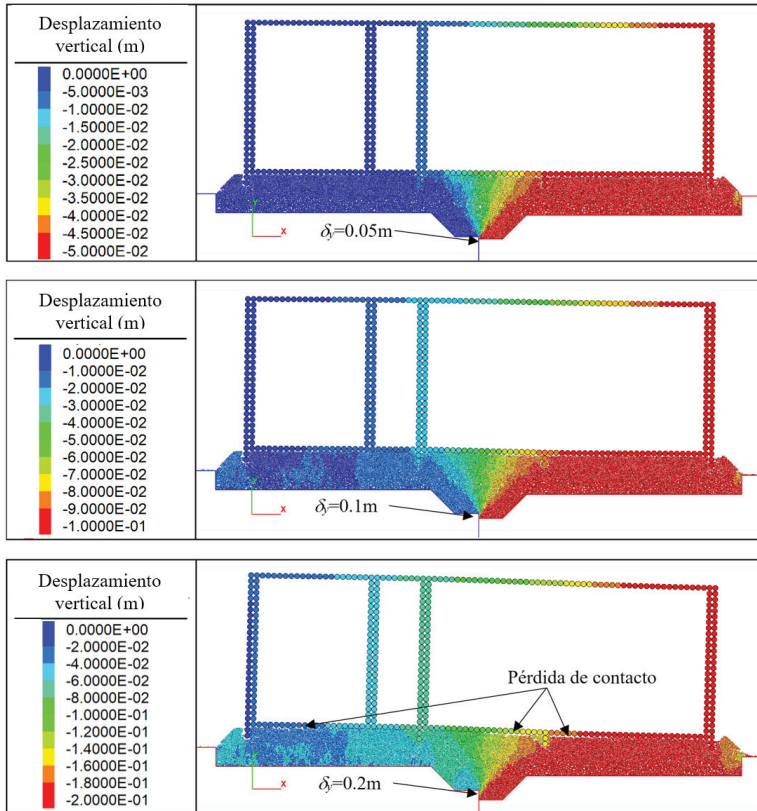 Desplazamiento
vertical (m)
0.0000E+00
-5.0000E-03
-1.0000E-02
-1.5000E-02
-2.0000E-02
-2.5000E-02
-3.0000E-02
-3.5000E-02
-4.0000E-02
-4.5000E-02
-5.0000E-02
Y
X
δy=0.05m
Desplazamiento
vertical (m)
0.0000E+00
-1.0000E-02
-2.0000E-02
-3.0000E-02
-4.0000E-02
-5.0000E-02
-6.0000E-02
-7.0000E-02
-8.0000E-02
-9.0000E-02
-1.0000E-01
Y
X
δy=0.1m
Desplazamiento
vertical (m)
0.0000E+00
-2.0000E-02
-4.0000E-02
-6.0000E-02
-8.0000E-02
-1.0000E-01
-1.2000E-01
-1.4000E-01
-1.6000E-01
-1.8000E-01
-2.0000E-01
Pérdida de contacto
Y
X
δy=0.2m